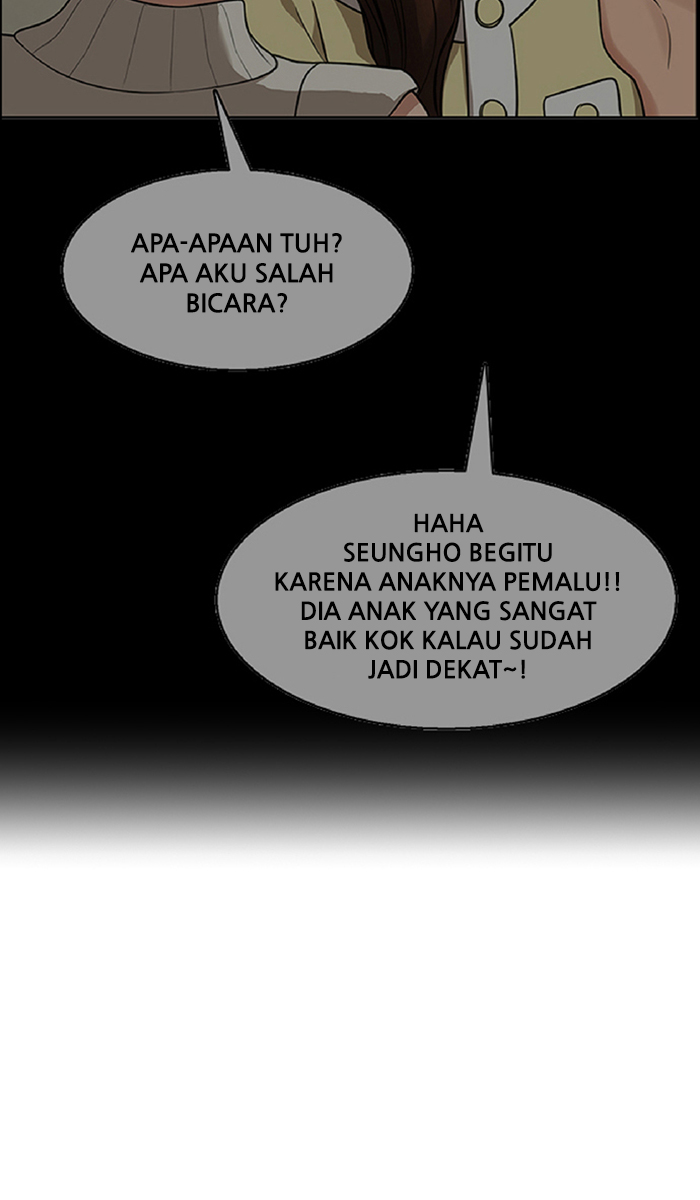 APA-APAAN TUH?
APA AKU SALAH
BICARA?
HAHA
SEUNGHO BEGITU
KARENA ANAKNYA PEMALU!!
DIA ANAK YANG SANGAT
BAIK KOK KALAU SUDAH
JADI DEKAT~!